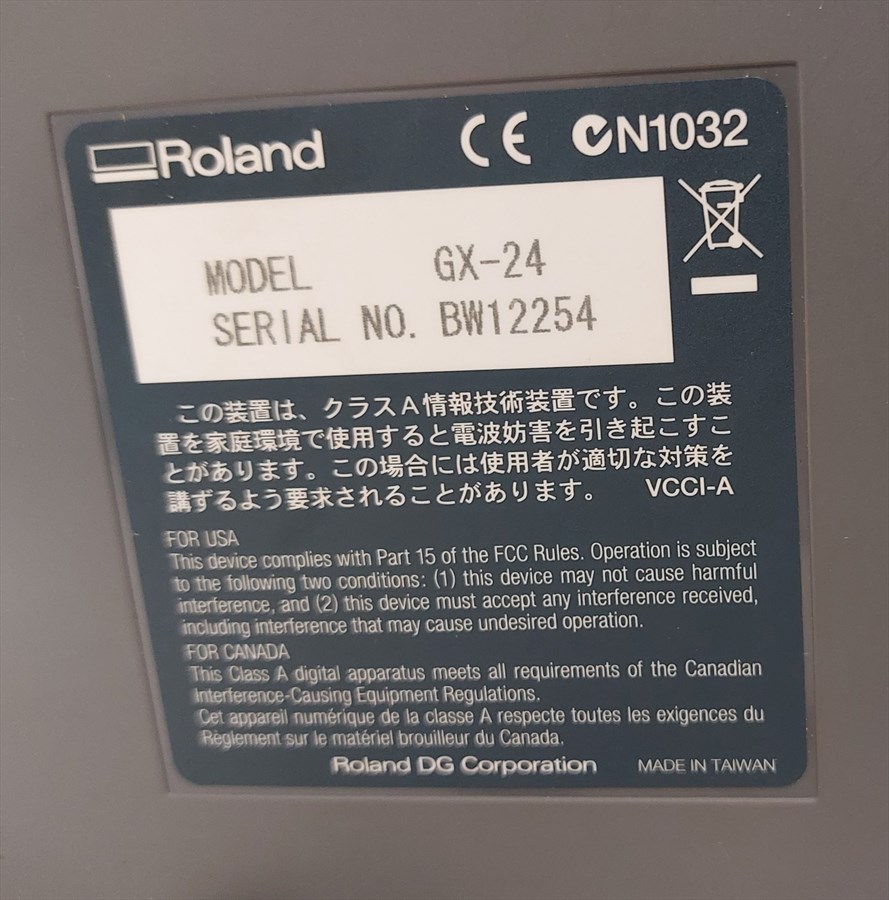 Roland
CE N1032
MODEL GX-24
SERIAL NO. BW12254
この装置は、クラスA情報技術装置です。この装
置を家庭環境で使用すると電波妨害を引き起こすこ
とがあります。この場合には使用者が適切な対策を
講ずるよう要求されることがあります。 VCCI-A
FOR USA
This device complies with Part 15 of the FCC Rules. Operation is subject
to the following two conditions: (1) this device may not cause harmful
interference, and (2) this device must accept any interference received,
including interference that may cause undesired operation.
FOR CANADA
This Class A digital apparatus meets all requirements of the Canadian
Interference-Causing Equipment Regulations.
Cet appareil numérique de la classe A respecte toutes les exigences du
Règlement sur le matériel brouilleur du Canada.
Roland DG Corporation MADE IN TAIWAN